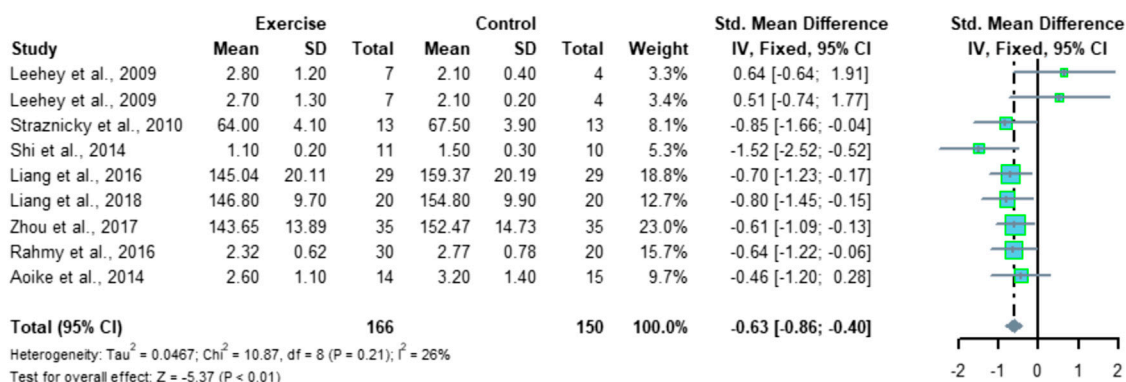 Exercise Control Std. Mean Difference Std. Mean Difference
Study Mean SD Total Mean SD Total Weight IV, Fixed, 95% CI IV, Fixed, 95% CI
Leehey et al., 2009 2.80 1.20 7 2.10 0.40 4 3.3% 0.64 [-0.64; 1.91]
Leehey et al., 2009 2.70 1.30 7 2.10 0.20 4 3.4% 0.51 [-0.74; 1.77]
Straznicky et al., 2010 64.00 4.10 13 67.50 3.90 13 8.1% -0.85 [-1.66; -0.04]
Shi et al., 2014 1.10 0.20 11 1.50 0.30 10 5.3% -1.52 [-2.52; -0.52]
Liang et al., 2016 145.04 20.11 29 159.37 20.19 29 18.8% -0.70 [-1.23; -0.17]
Liang et al., 2018 146.80 9.70 20 154.80 9.90 20 12.7% -0.80 [-1.45; -0.15]
Zhou et al., 2017 143.65 13.89 35 152.47 14.73 35 23.0% -0.61 [-1.09; -0.13]
Rahmy et al., 2016 2.32 0.62 30 2.77 0.78 20 15.7% -0.64 [-1.22; -0.06]
Aoike et al., 2014 2.60 1.10 14 3.20 1.40 15 9.7% -0.46 [-1.20; 0.28]
Total (95% CI) 166 150 100.0% -0.63 [-0.86; -0.40]
Heterogeneity: Tau² = 0.0467; Chi² = 10.87, df = 8 (P = 0.21); I² = 26%
Test for overall effect: Z = -5.37 (P < 0.01)
-2 -1 0 1 2